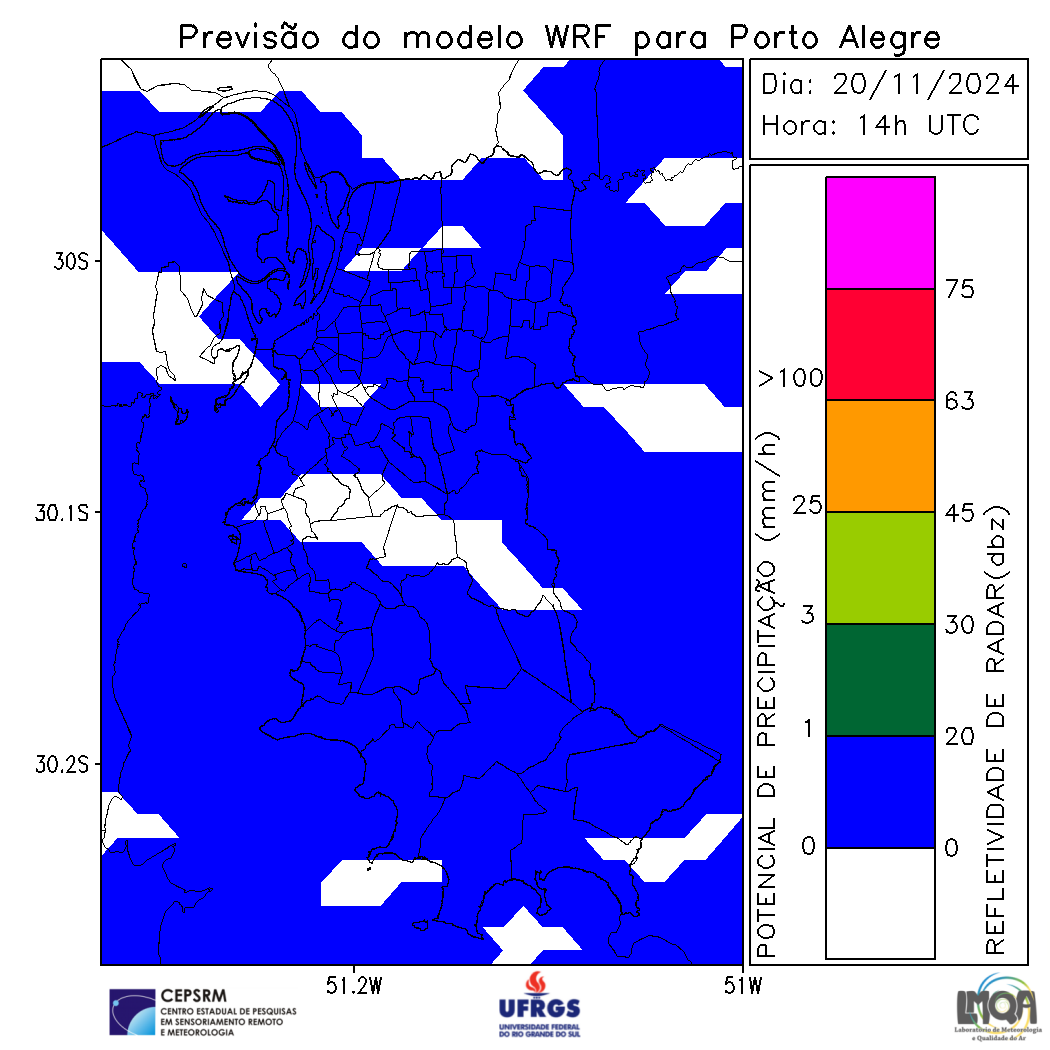 Previsão do modelo WRF para Porto Alegre
Dia: 20/11/2024
Hora: 14h UTC
30S
30.1S
30.2S
51.2W
51W
POTENCIAL DE PRECIPITAÇÃO (mm/h)
>100
25
3
1
0
75
63
45
30
20
0
REFLETIVIDADE DE RADAR(dbz)
CEPSRM
CENTRO ESTADUAL DE PESQUISAS
EM SENSORIAMENTO REMOTO
E METEOROLOGIA
UFRGS
UNIVERSIDADE FEDERAL
DO RIO GRANDE DO SUL
LMQA
Laboratório de Meteorologia
e Qualidade do Ar